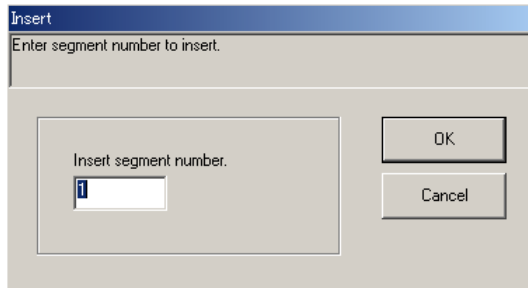 Insert
Enter segment number to insert.
Insert segment number.
1
OK
Cancel